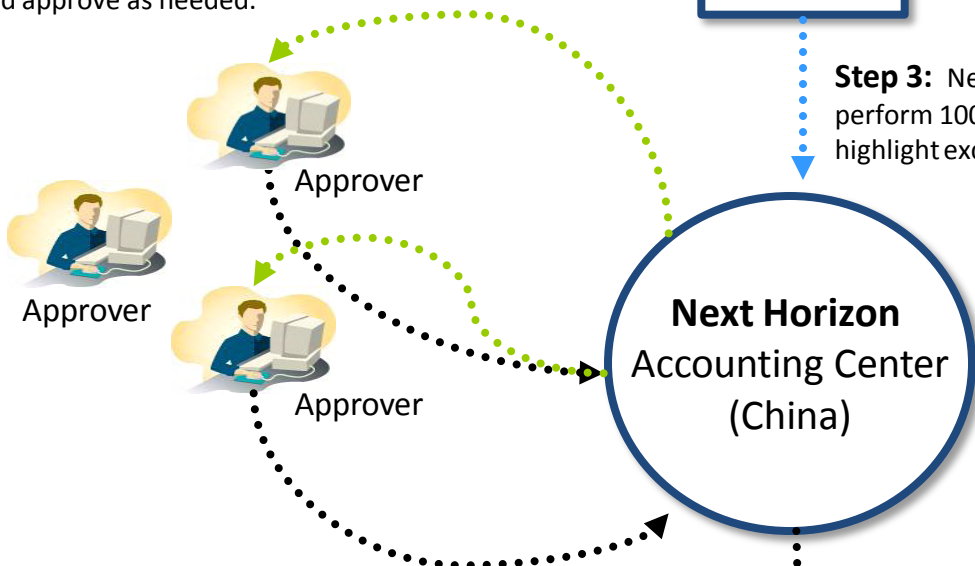 d approve as needed.
Step 3: Ne
perform 100
highlight exc
Approver
Approver
Approver
Next Horizon
Accounting Center
(China)